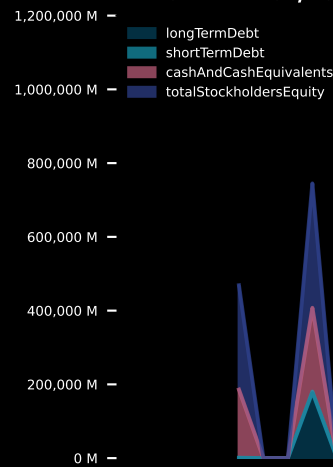 1,200,000 M
longTermDebt
shortTermDebt
cashAndCashEquivalents
totalStockholdersEquity
1,000,000 M
800,000 M
600,000 M
400,000 M
200,000 M
0 M